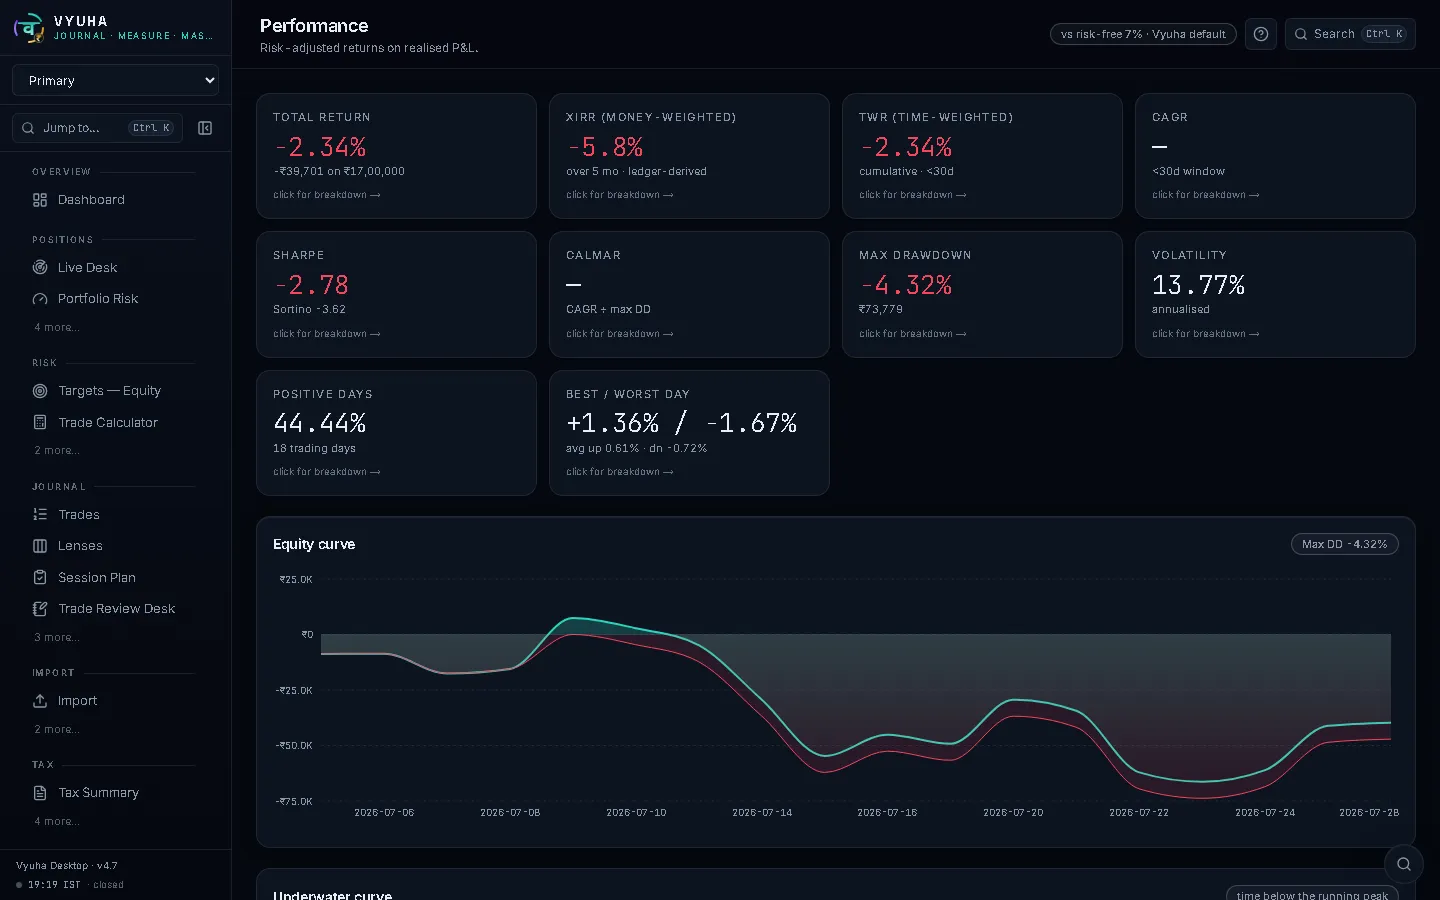 व
VYUHA
JOURNAL · MEASURE · MAS...
Primary
Jump to...
Ctrl K
OVERVIEW
Dashboard
POSITIONS
Live Desk
Portfolio Risk
4 more...
RISK
Targets — Equity
Trade Calculator
2 more...
JOURNAL
Trades
Lenses
Session Plan
Trade Review Desk
3 more...
IMPORT
Import
2 more...
TAX
Tax Summary
4 more...
Vyuha Desktop · v4.7
19:19 IST · closed
Performance
Risk-adjusted returns on realised P&L.
vs risk-free 7% · Vyuha default
Search Ctrl K
TOTAL RETURN
-2.34%
-₹39,701 on ₹17,00,000
click for breakdown →
XIRR (MONEY-WEIGHTED)
-5.8%
over 5 mo · ledger-derived
click for breakdown →
TWR (TIME-WEIGHTED)
-2.34%
cumulative · <30d
click for breakdown →
CAGR
—
<30d window
click for breakdown →
SHARPE
-2.78
Sortino -3.62
click for breakdown →
CALMAR
—
CAGR ÷ max DD
click for breakdown →
MAX DRAWDOWN
-4.32%
₹73,779
click for breakdown →
VOLATILITY
13.77%
annualised
click for breakdown →
POSITIVE DAYS
44.44%
18 trading days
click for breakdown →
BEST / WORST DAY
+1.36% / -1.67%
avg up 0.61% · dn -0.72%
click for breakdown →
Equity curve
Max DD -4.32%
₹25.0K
₹0
-₹25.0K
-₹50.0K
-₹75.0K
2026-07-06
2026-07-08
2026-07-10
2026-07-14
2026-07-16
2026-07-20
2026-07-22
2026-07-24
2026-07-28
Underwater curve
time below the running peak